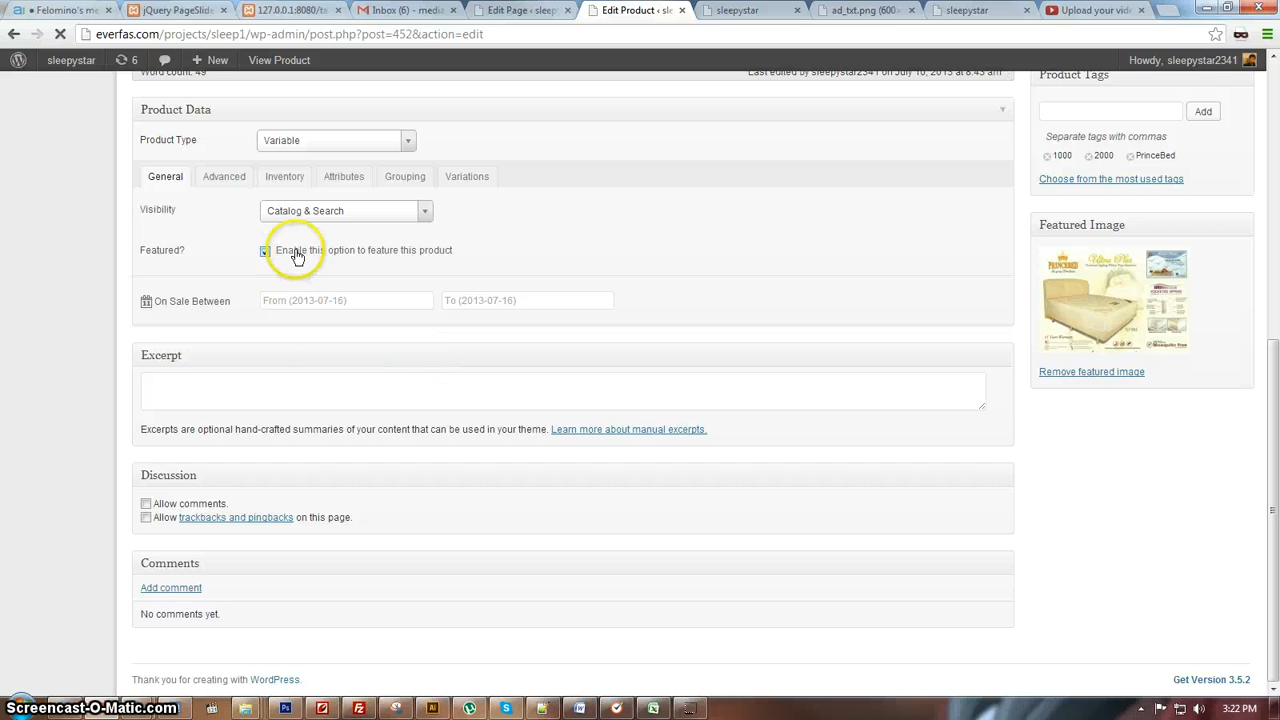 Felomino's me
jQuery PageSlide
127.0.0.1:8080/ta
Inbox (6) - media
Edit Page ‹ sleepy
Edit Product ‹ sle
sleepystar
ad_txt.png (600×
sleepystar
Upload your vide
everfas.com/projects/sleep1/wp-admin/post.php?post=452&action=edit
sleepystar 6 New View Product Howdy, sleepystar2341
Word count: 49 Last edited by sleepystar2341 on July 10, 2013 at 8:43 am
Product Tags
Product Data
Add
Product Type Variable
Separate tags with commas
1000 2000 PrinceBed
General Advanced Inventory Attributes Grouping Variations
Choose from the most used tags
Visibility Catalog & Search
Featured Image
Featured? Enable this option to feature this product
PRINCEBED Ultra Plus
On Sale Between From (2013-07-16) (2013-07-16)
Excerpt
Remove featured image
Excerpts are optional hand-crafted summaries of your content that can be used in your theme. Learn more about manual excerpts.
Discussion
Allow comments.
Allow trackbacks and pingbacks on this page.
Comments
Add comment
No comments yet.
Thank you for creating with WordPress. Get Version 3.5.2
Screencast-O-Matic.com 3:22 PM